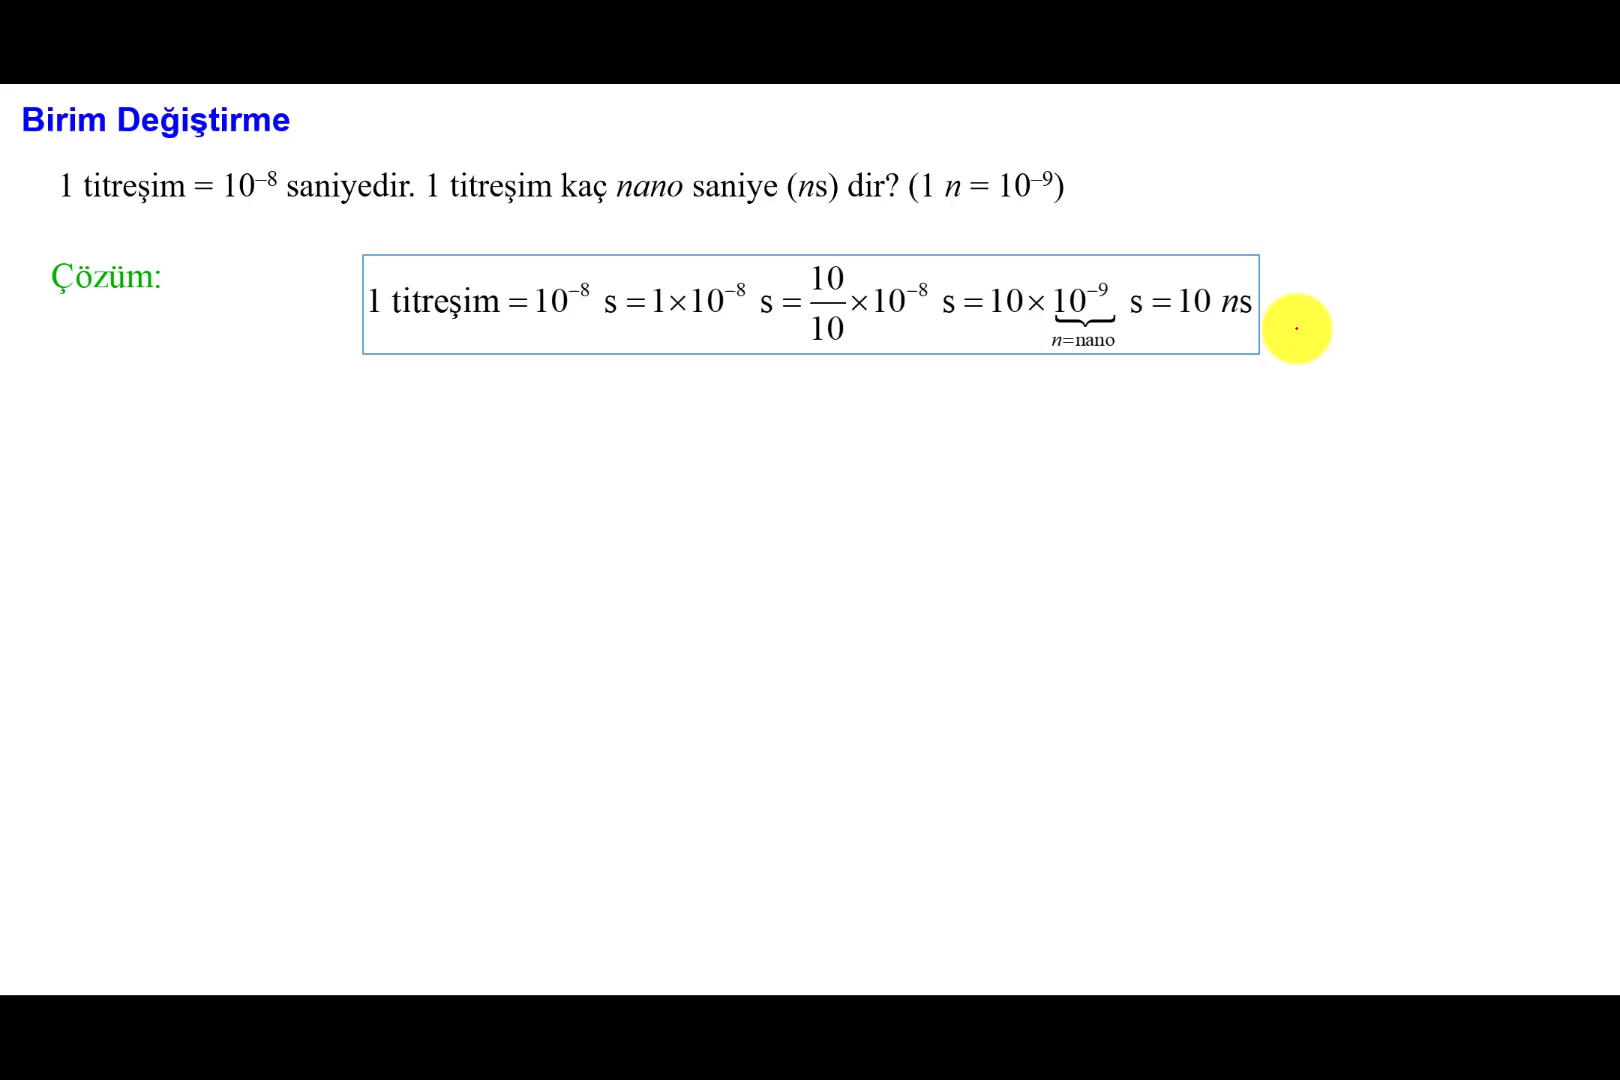 Birim Değiştirme
1 titreşim = 10⁻⁸ saniyedir. 1 titreşim kaç nano saniye (ns) dir? (1 n = 10⁻⁹)
Çözüm:
1 titreşim = 10⁻⁸ s = 1×10⁻⁸ s = 10/10 ×10⁻⁸ s = 10×10⁻⁹ s = 10 ns
n=nano